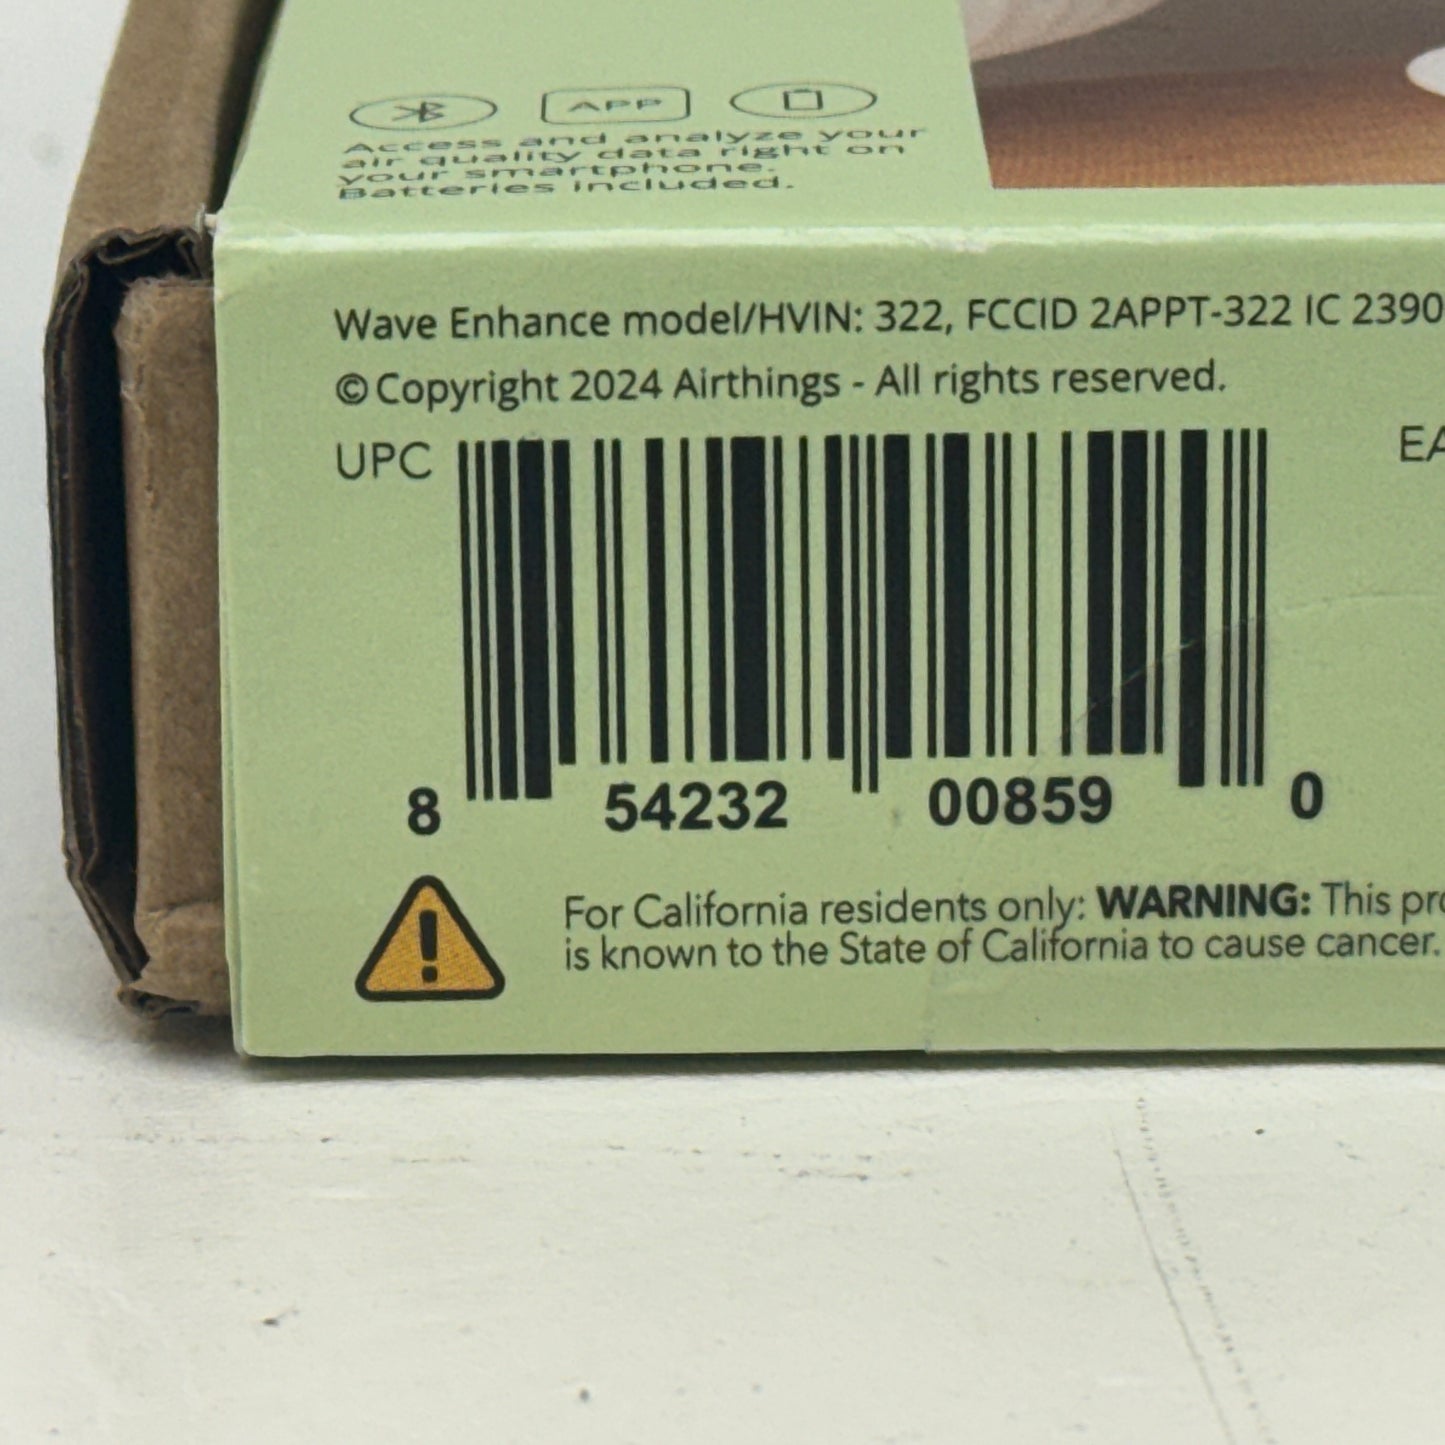 APP
Access and analyze your
air quality data right on
your smartphone.
Batteries included.
Wave Enhance model/HVIN: 322, FCCID 2APPT-322 IC 2390
© Copyright 2024 Airthings - All rights reserved.
UPC EA
8 54232 00859 0
For California residents only: WARNING: This pro
is known to the State of California to cause cancer.